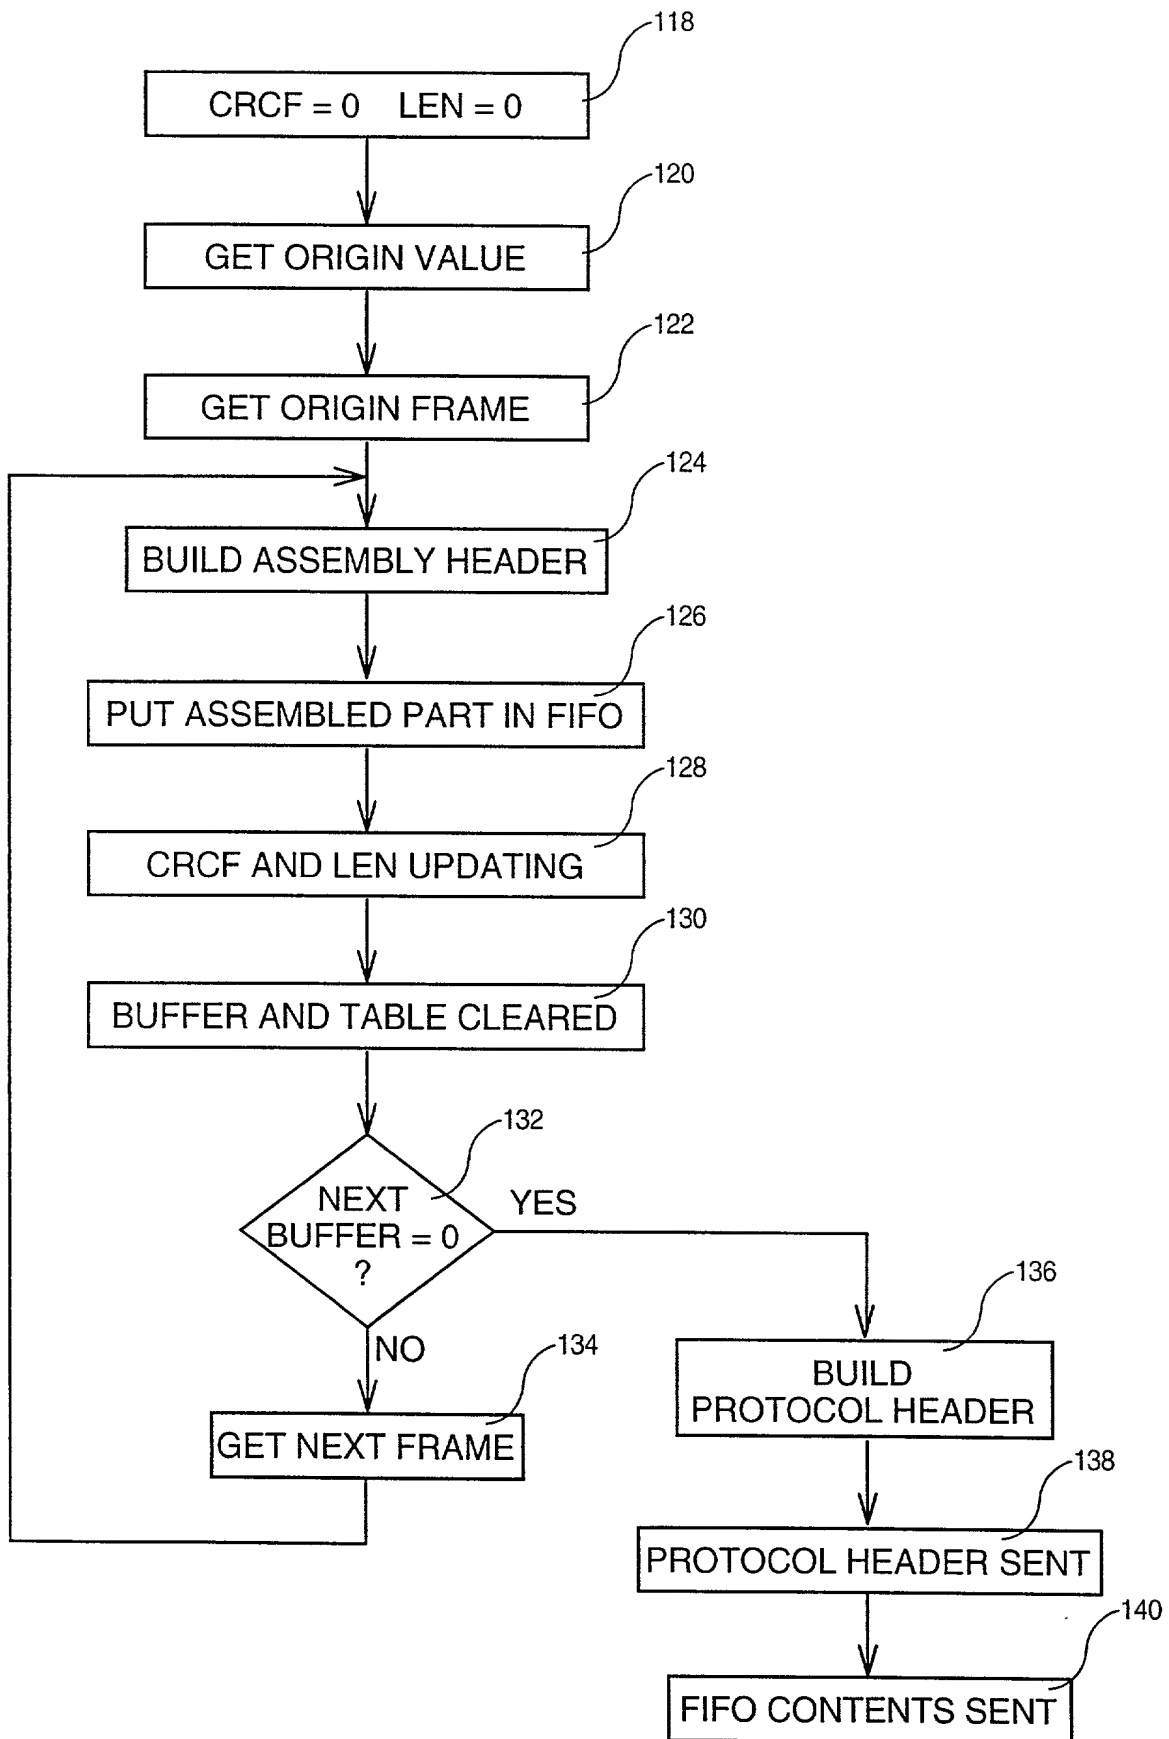 118
CRCF = 0 LEN = 0
120
GET ORIGIN VALUE
122
GET ORIGIN FRAME
124
BUILD ASSEMBLY HEADER
126
PUT ASSEMBLED PART IN FIFO
128
CRCF AND LEN UPDATING
130
BUFFER AND TABLE CLEARED
132
NEXT
BUFFER = 0
?
YES
NO
134
GET NEXT FRAME
136
BUILD
PROTOCOL HEADER
138
PROTOCOL HEADER SENT
140
FIFO CONTENTS SENT